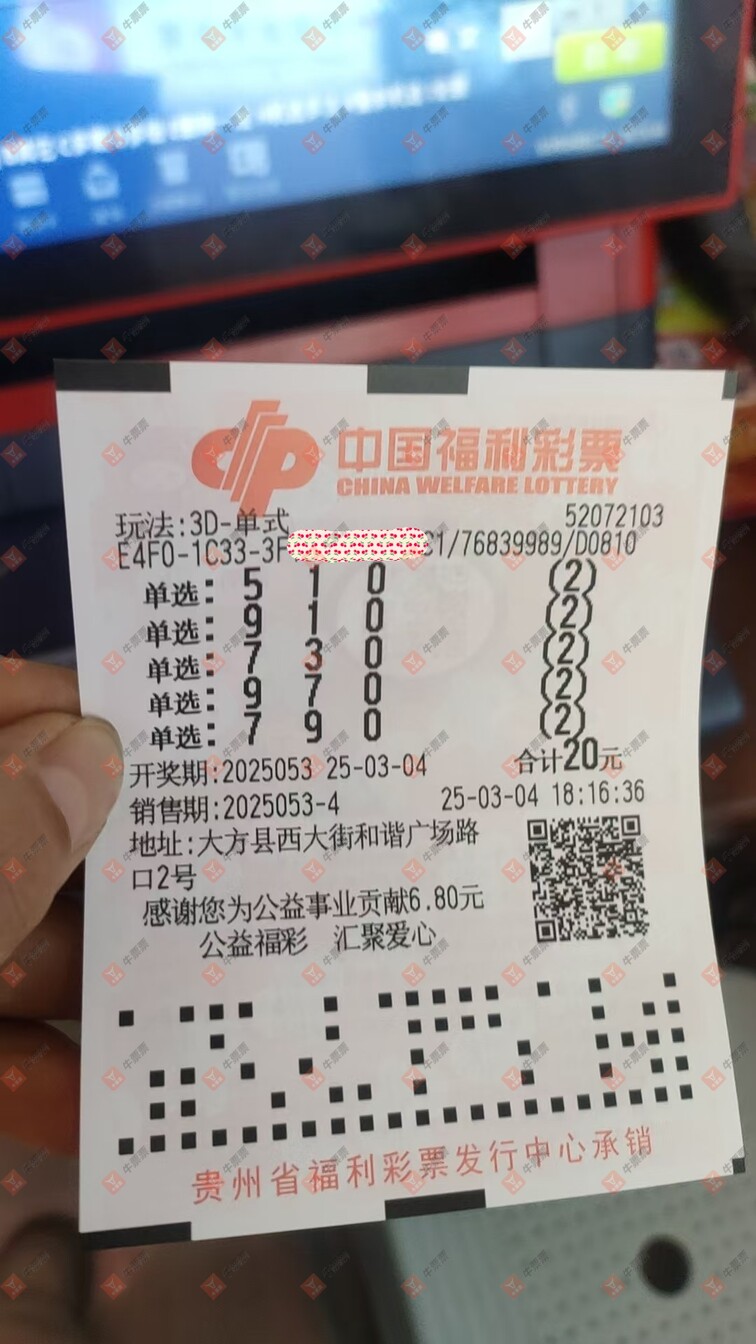 中国福利彩票
CHINA WELFARE LOTTERY
玩法:3D-单式 52072103
E4F0-1C33-3F C1/76839989/D0810
单选: 5 1 0 (2)
单选: 9 1 0 (2)
单选: 7 3 0 (2)
单选: 9 7 0 (2)
单选: 7 9 0 (2)
开奖期:2025053 25-03-04 合计20元
销售期:2025053-4 25-03-04 18:16:36
地址:大方县西大街和谐广场路
口2号
感谢您为公益事业贡献6.80元
公益福彩 汇聚爱心
贵州省福利彩票发行中心承销
牛票票